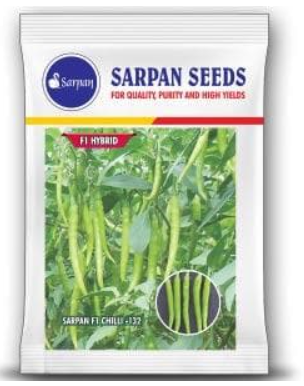 Sarpan
SARPAN SEEDS
FOR QUALITY, PURITY AND HIGH YIELDS
F1 HYBRID
SARPAN F1 CHILLI -132